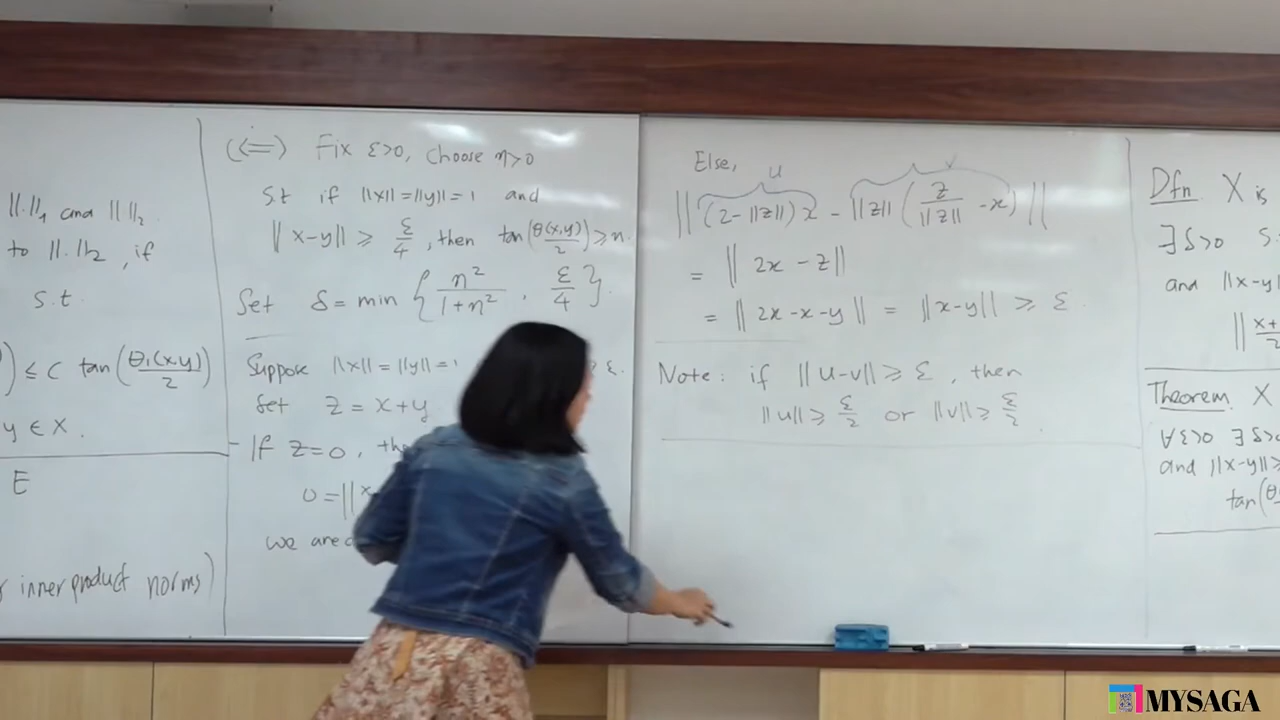 ||.||₁ and ||.||₂
to ||.||₂, if
s.t.
) ≤ C tan(θ₁(x,y)/2)
y ∈ X.
E
inner product norms)
(⇐) Fix ε>0, choose η>0
s.t if ||x||=||y||=1 and
||x-y|| ≥ ε/4, then tan(θ(x,y)/2) ≥ η.
Set δ = min { η²/(1+η²), ε/4 }.
Suppose ||x||=||y||=1 ε.
Set z = x+y
If z=0, the
0 = ||x
we are d
Else,
u v
|| (2-||z||)x - ||z|| (z/||z|| - x) ||
= || 2x - z ||
= || 2x - x - y || = ||x-y|| ≥ ε.
Note: if ||u-v|| ≥ ε, then
||u|| ≥ ε/2 or ||v|| ≥ ε/2.
Dfn X is
∃δ>0 s.
and ||x-y|
|| x+
2
Theorem. X
∀ε>0 ∃δ>
and ||x-y|| ≥
tan(θ
MYSAGA